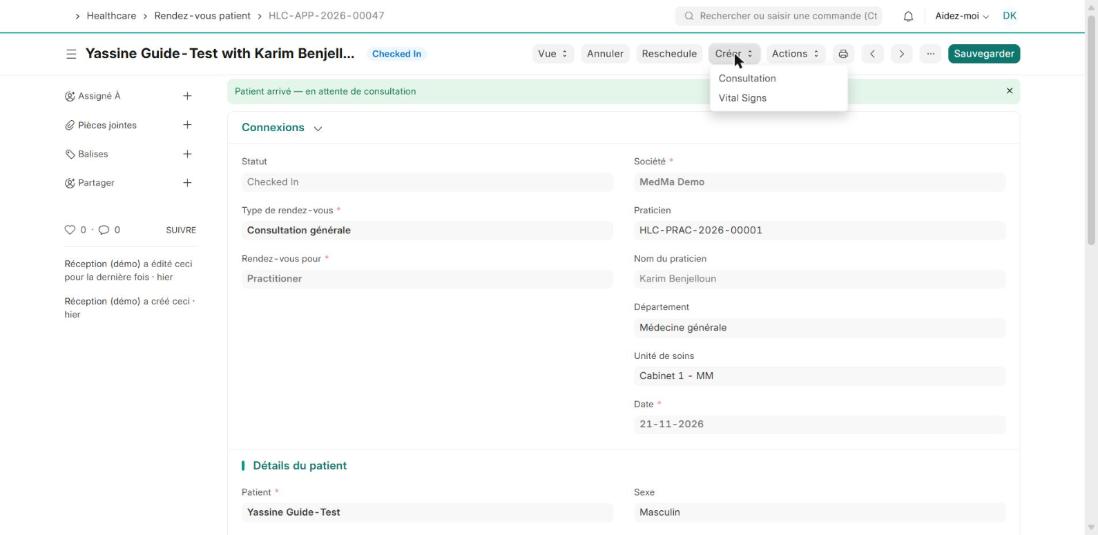 Healthcare > Rendez-vous patient > HLC-APP-2026-00047
Rechercher ou saisir une commande (Ct
Aidez-moi
DK
Yassine Guide-Test with Karim Benjell...
Checked In
Vue
Annuler
Reschedule
Créer
Actions
...
Sauvegarder
Consultation
Vital Signs
Assigné À
Pièces jointes
Balises
Partager
0 · 0 SUIVRE
Réception (démo) a édité ceci
pour la dernière fois · hier
Réception (démo) a créé ceci ·
hier
Patient arrivé — en attente de consultation
Connexions
Statut
Checked In
Société *
MedMa Demo
Type de rendez-vous *
Consultation générale
Praticien
HLC-PRAC-2026-00001
Rendez-vous pour *
Practitioner
Nom du praticien
Karim Benjelloun
Département
Médecine générale
Unité de soins
Cabinet 1 - MM
Date *
21-11-2026
Détails du patient
Patient *
Yassine Guide-Test
Sexe
Masculin